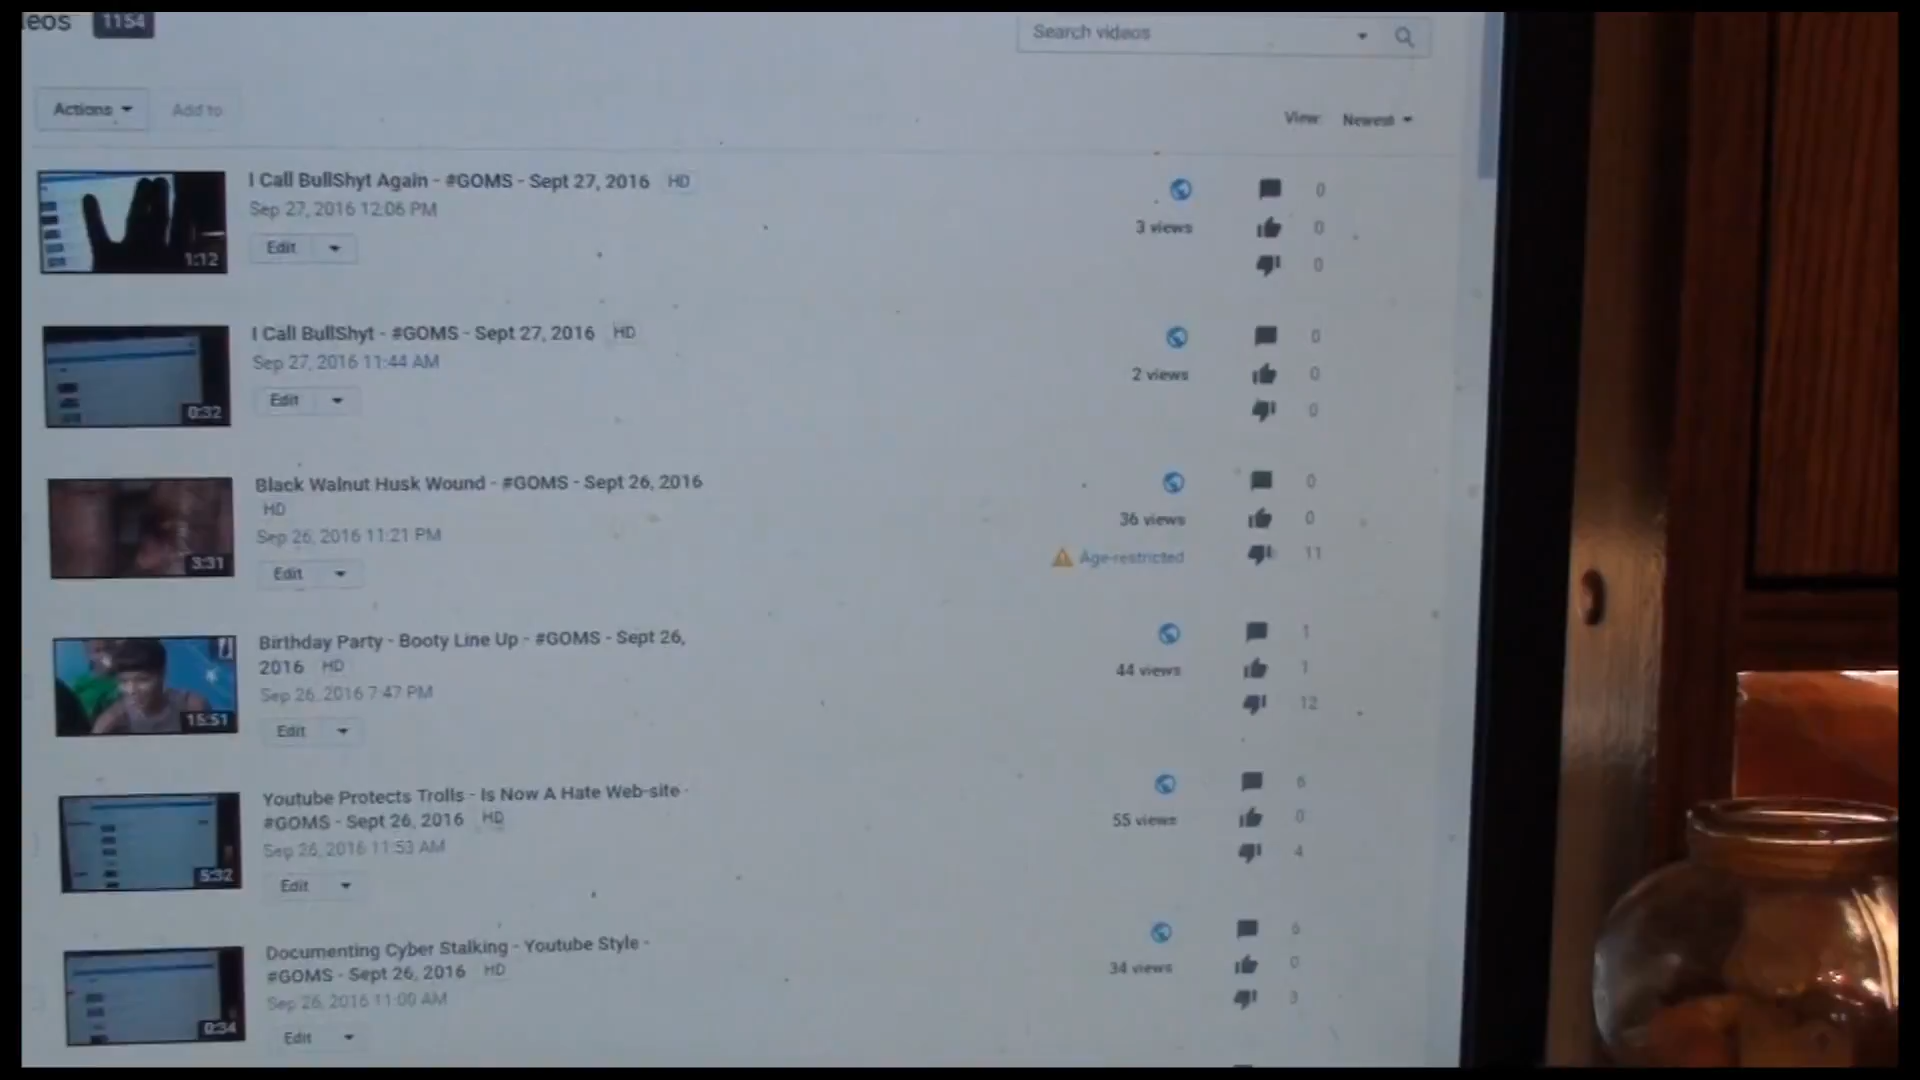 eos 1154
Search videos
Actions Add to
View: Newest
I Call BullShyt Again - #GOMS - Sept 27, 2016 HD
Sep 27, 2016 12:06 PM
Edit
1:12
3 views
0
0
0
I Call BullShyt - #GOMS - Sept 27, 2016 HD
Sep 27, 2016 11:44 AM
Edit
0:32
2 views
0
0
0
Black Walnut Husk Wound - #GOMS - Sept 26, 2016
HD
Sep 26, 2016 11:21 PM
Edit
3:31
36 views
Age-restricted
0
0
11
Birthday Party - Booty Line Up - #GOMS - Sept 26,
2016 HD
Sep 26, 2016 7:47 PM
Edit
15:51
44 views
1
1
12
Youtube Protects Trolls - Is Now A Hate Web-site -
#GOMS - Sept 26, 2016 HD
Sep 26, 2016 11:53 AM
Edit
5:32
55 views
6
0
4
Documenting Cyber Stalking - Youtube Style -
#GOMS - Sept 26, 2016 HD
Sep 26, 2016 11:00 AM
Edit
0:34
34 views
6
0
3